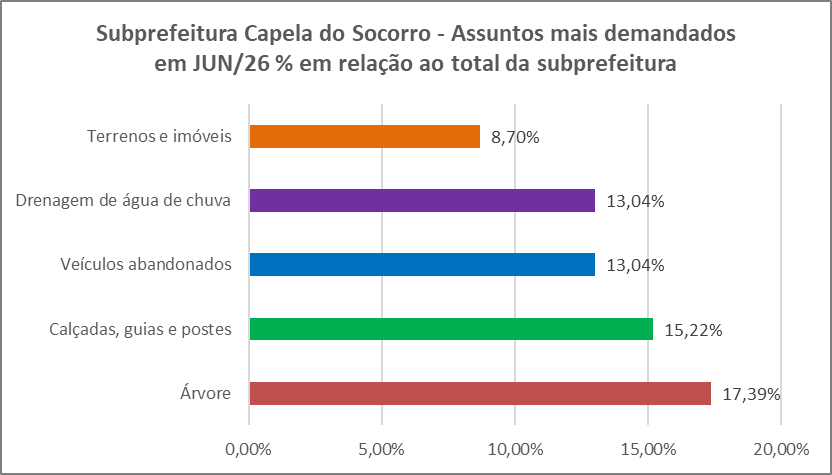 Subprefeitura Capela do Socorro - Assuntos mais demandados
em JUN/26 % em relação ao total da subprefeitura
Terrenos e imóveis
8,70%
Drenagem de água de chuva
13,04%
Veículos abandonados
13,04%
Calçadas, guias e postes
15,22%
Árvore
17,39%
0,00% 5,00% 10,00% 15,00% 20,00%